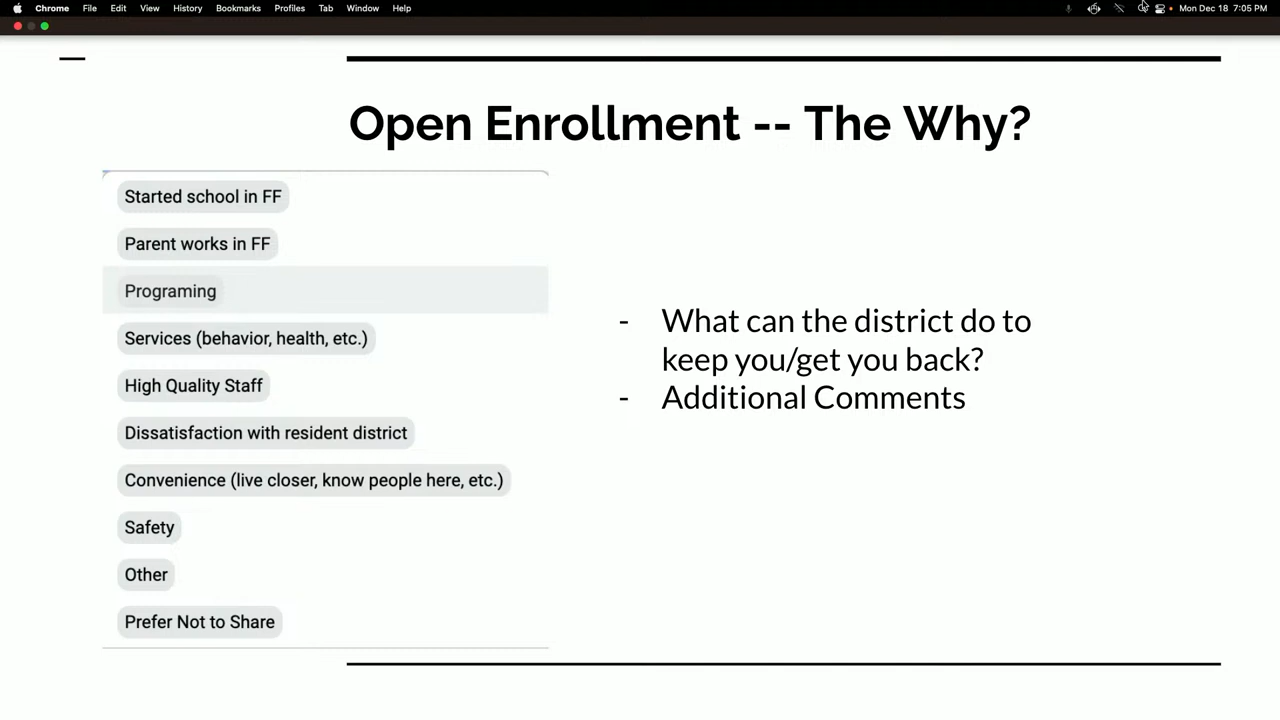 Chrome File Edit View History Bookmarks Profiles Tab Window Help Mon Dec 18 7:05 PM
Open Enrollment -- The Why?
Started school in FF
Parent works in FF
Programing
Services (behavior, health, etc.)
High Quality Staff
Dissatisfaction with resident district
Convenience (live closer, know people here, etc.)
Safety
Other
Prefer Not to Share
- What can the district do to
keep you/get you back?
- Additional Comments